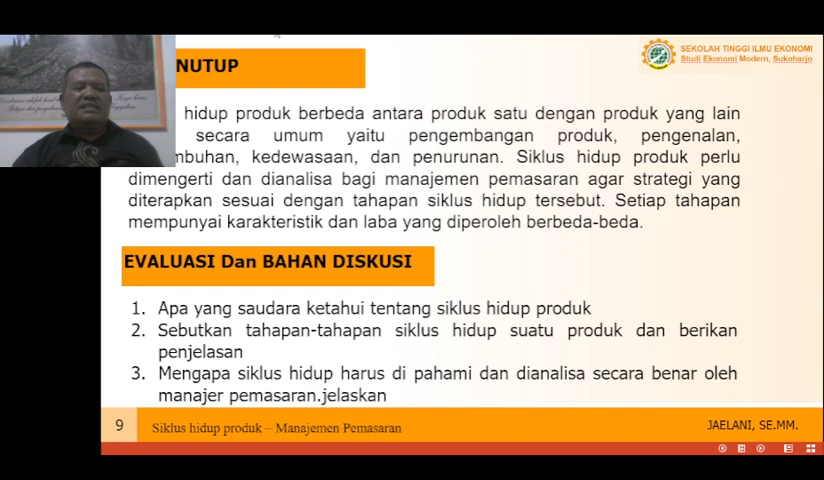 SEKOLAH TINGGI ILMU EKONOMI
Studi Ekonomi Modern, Sukoharjo
NUTUP
hidup produk berbeda antara produk satu dengan produk yang lain
secara umum yaitu pengembangan produk, pengenalan,
mbuhan, kedewasaan, dan penurunan. Siklus hidup produk perlu
dimengerti dan dianalisa bagi manajemen pemasaran agar strategi yang
diterapkan sesuai dengan tahapan siklus hidup tersebut. Setiap tahapan
mempunyai karakteristik dan laba yang diperoleh berbeda-beda.
EVALUASI Dan BAHAN DISKUSI
1. Apa yang saudara ketahui tentang siklus hidup produk
2. Sebutkan tahapan-tahapan siklus hidup suatu produk dan berikan
penjelasan
3. Mengapa siklus hidup harus di pahami dan dianalisa secara benar oleh
manajer pemasaran.jelaskan
9 Siklus hidup produk – Manajemen Pemasaran JAELANI, SE.MM.